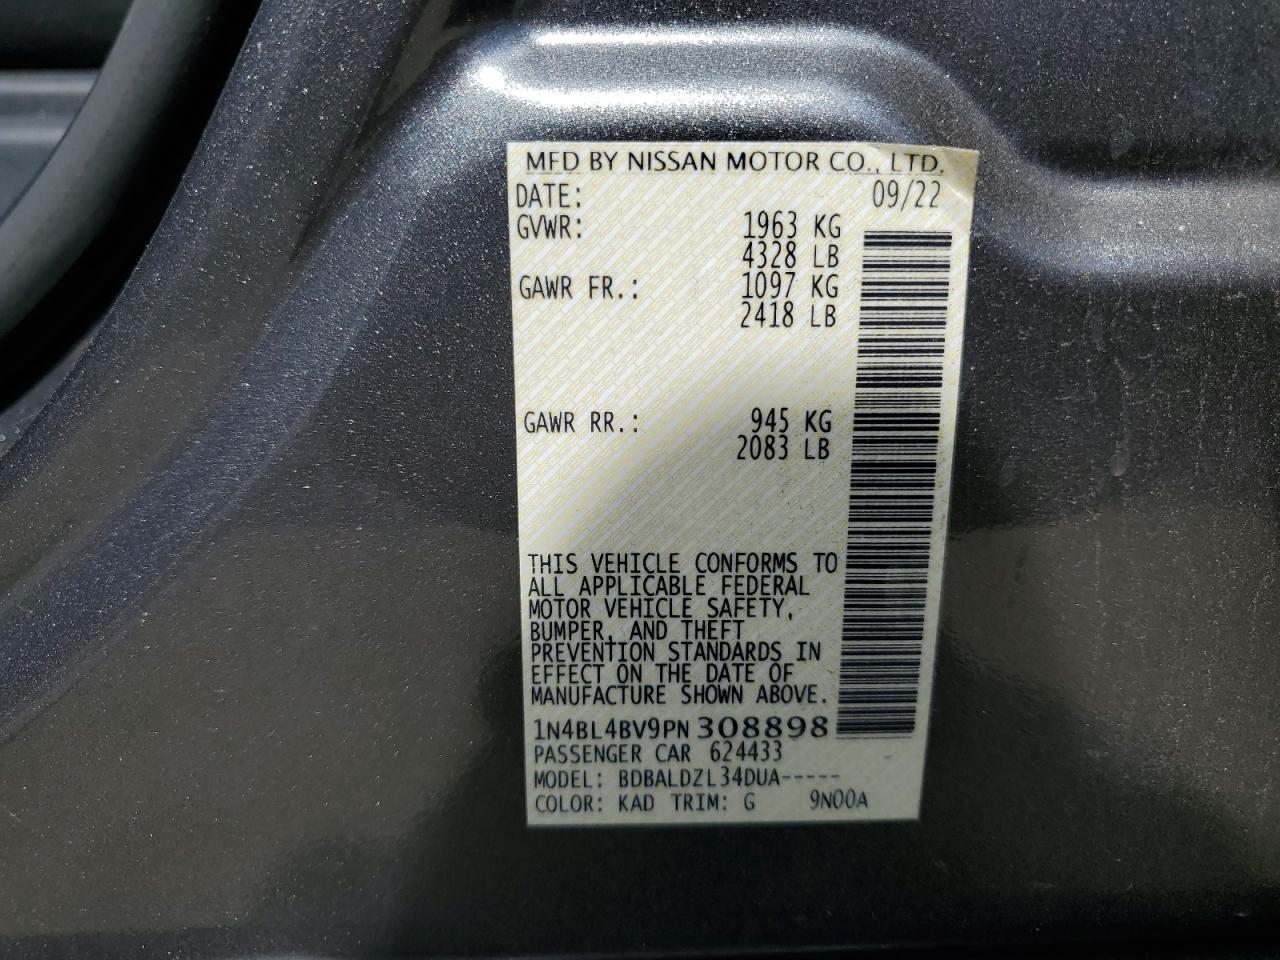 MFD BY NISSAN MOTOR CO., LTD.
DATE: 09/22
GVWR: 1963 KG
4328 LB
GAWR FR.: 1097 KG
2418 LB
GAWR RR.: 945 KG
2083 LB
THIS VEHICLE CONFORMS TO
ALL APPLICABLE FEDERAL
MOTOR VEHICLE SAFETY,
BUMPER, AND THEFT
PREVENTION STANDARDS IN
EFFECT ON THE DATE OF
MANUFACTURE SHOWN ABOVE.
1N4BL4BV9PN308898
PASSENGER CAR 624433
MODEL: BDBALDZL34DUA-----
COLOR: KAD TRIM: G 9N00A